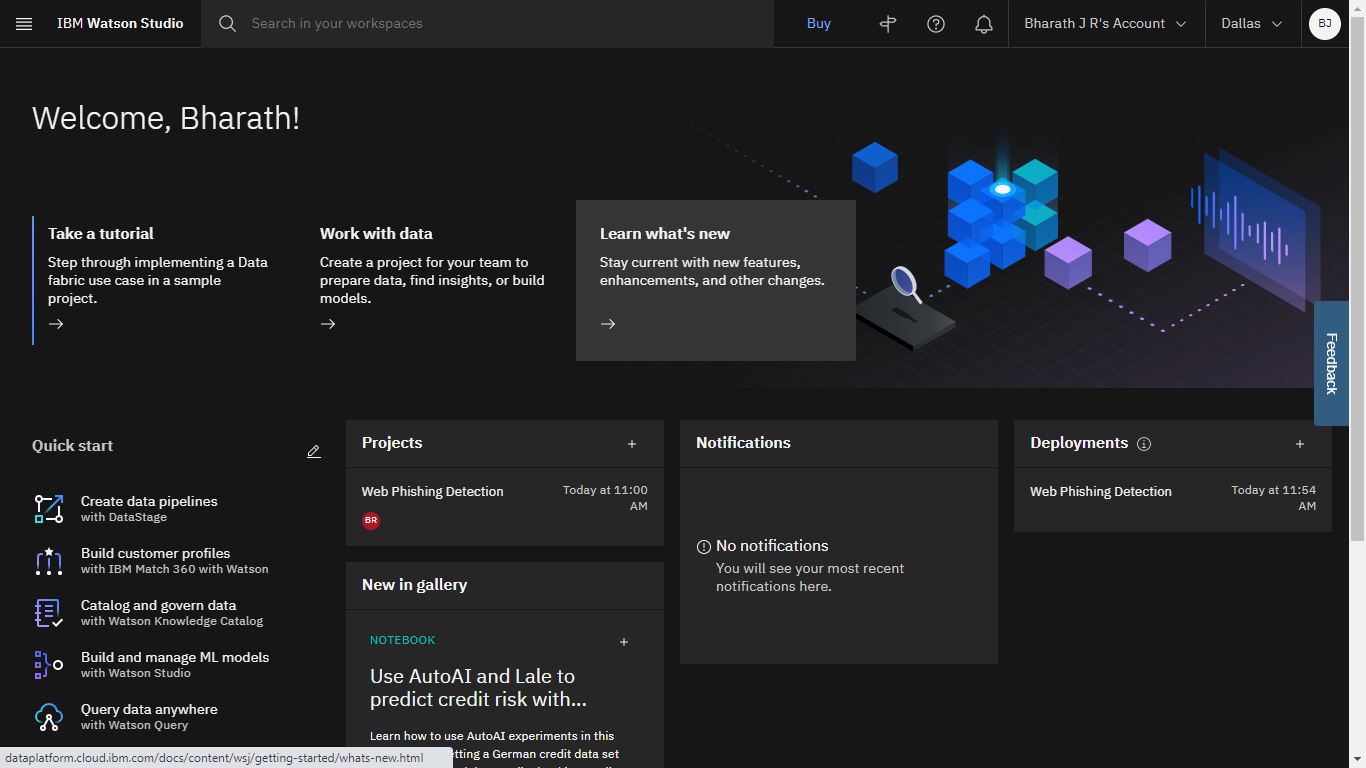 IBM Watson Studio
Search in your workspaces
Buy
Bharath J R's Account
Dallas
BJ
Welcome, Bharath!
Take a tutorial
Step through implementing a Data
fabric use case in a sample
project.
Work with data
Create a project for your team to
prepare data, find insights, or build
models.
Learn what's new
Stay current with new features,
enhancements, and other changes.
Feedback
Quick start
Create data pipelines
with DataStage
Build customer profiles
with IBM Match 360 with Watson
Catalog and govern data
with Watson Knowledge Catalog
Build and manage ML models
with Watson Studio
Query data anywhere
with Watson Query
Projects
Web Phishing Detection
Today at 11:00
AM
BR
New in gallery
NOTEBOOK
Use AutoAI and Lale to
predict credit risk with...
Learn how to use AutoAI experiments in this
etting a German credit data set
Notifications
No notifications
You will see your most recent
notifications here.
Deployments
Web Phishing Detection
Today at 11:54
AM
dataplatform.cloud.ibm.com/docs/content/wsj/getting-started/whats-new.html